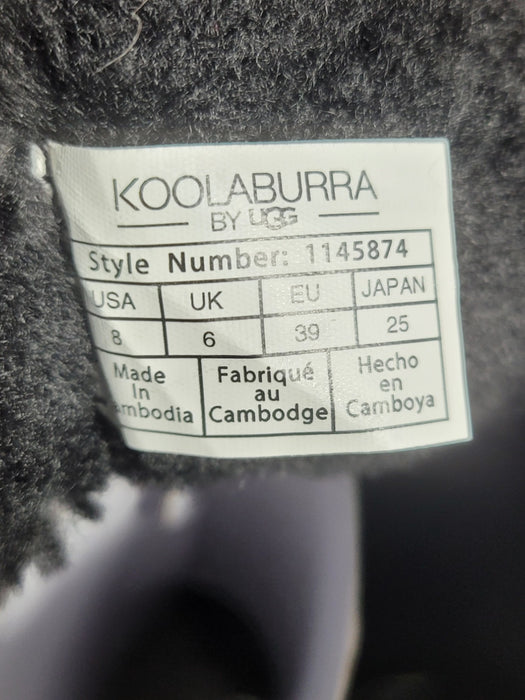 KOOLABURRA
BY UGG
Style Number: 1145874
USA UK EU JAPAN
8 6 39 25
Made Fabriqué Hecho
In au en
mbodia Cambodge Camboya